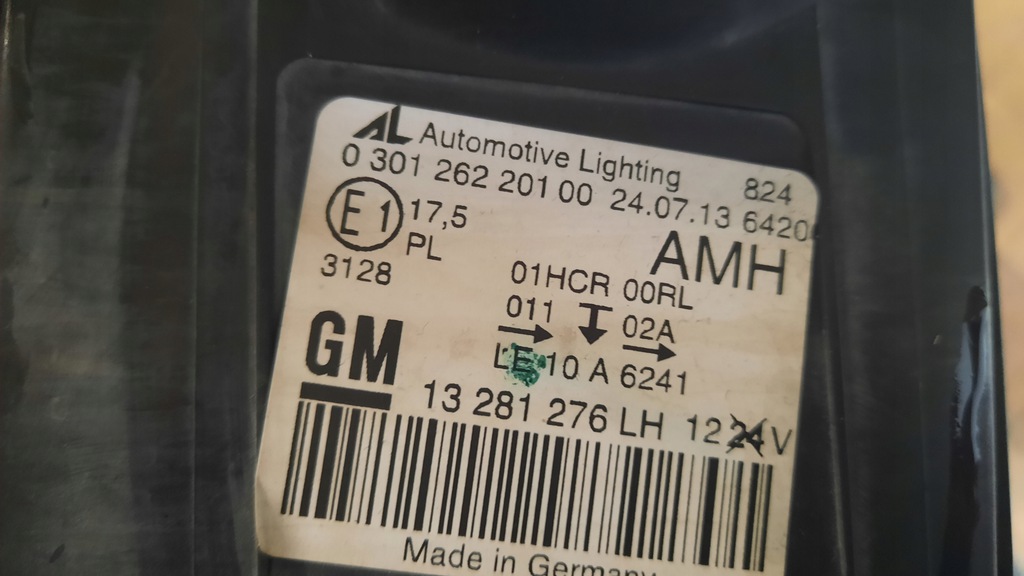 AL Automotive Lighting 824
0 301 262 201 00 24.07.13 6420
E1 17,5
PL AMH
3128 01HCR 00RL
011 02A
LE 10 A 6241
GM
13 281 276 LH 12 24 V
Made in Germany